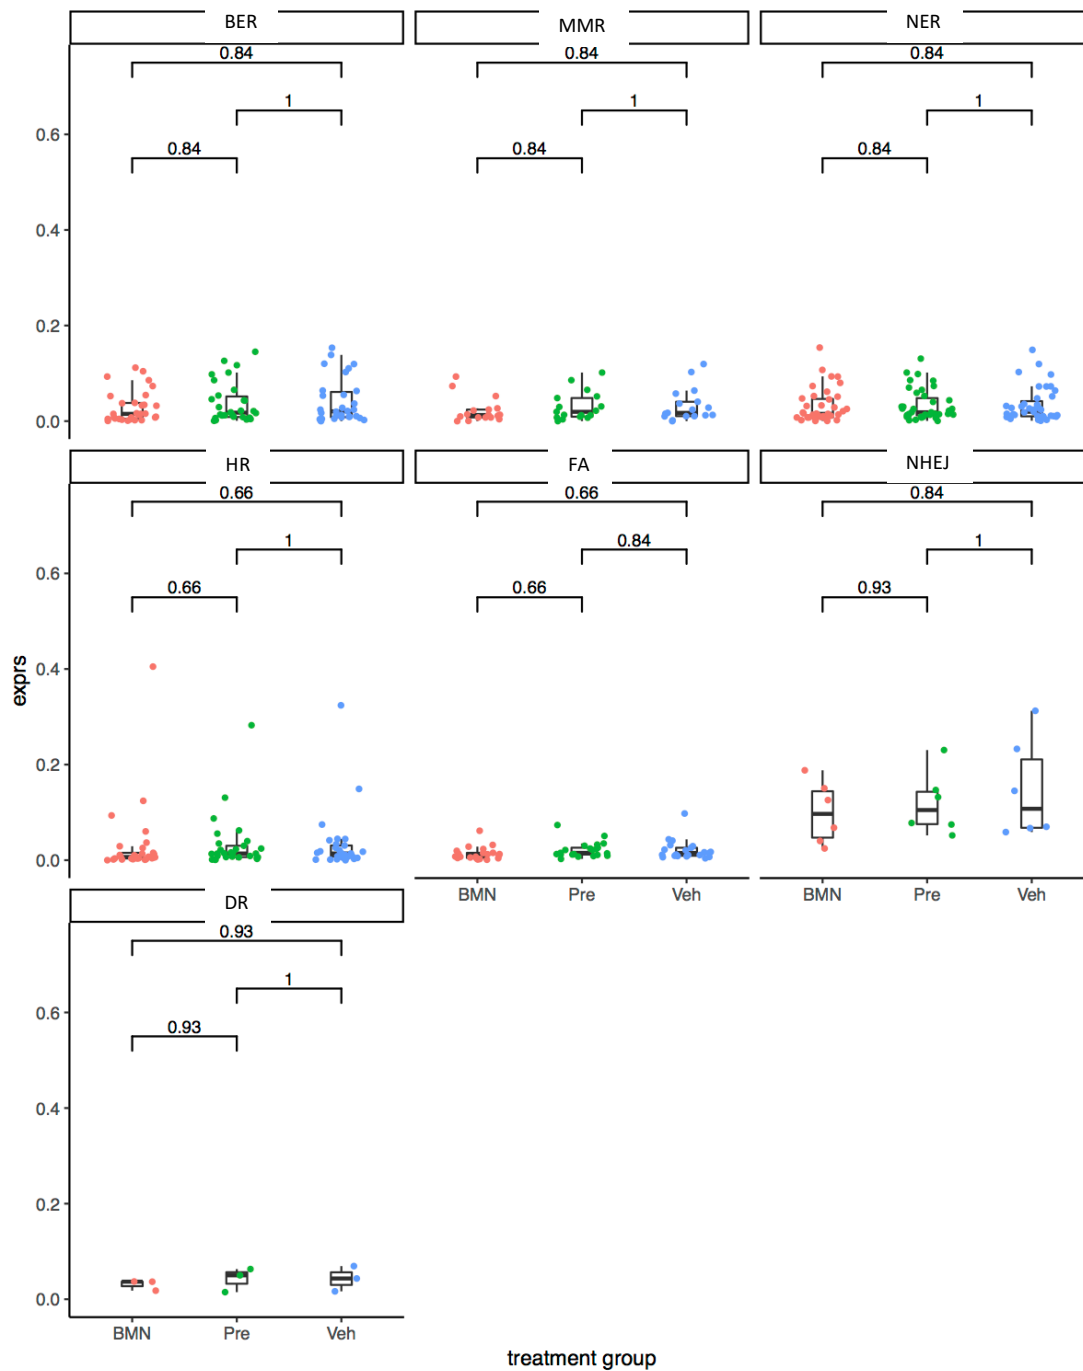 BER MMR NER
0.84 0.84 0.84
1 1 1
0.6
0.84 0.84 0.84
0.4
0.2
0.0
HR FA NHEJ
0.66 0.66 0.84
1 0.84 1
0.6
0.66 0.66 0.93
0.4
exprs
0.2
0.0
BMN Pre Veh BMN Pre Veh
DR
0.93
1
0.6
0.93
0.4
0.2
0.0
BMN Pre Veh
treatment group